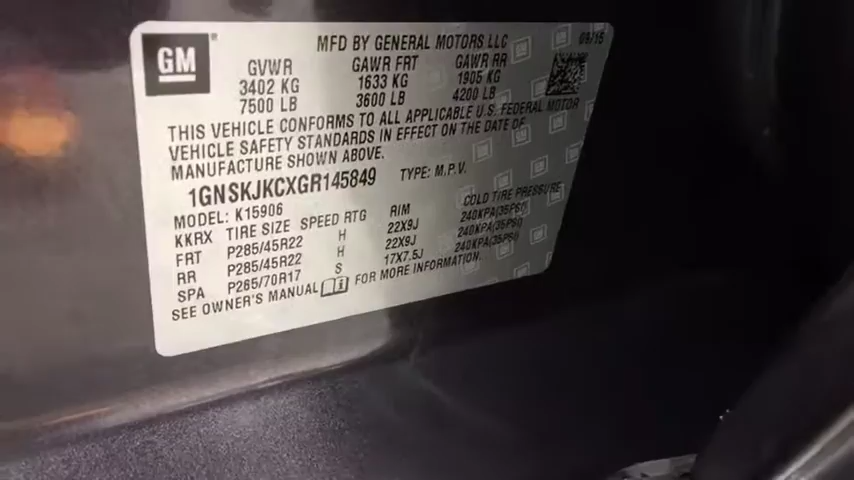 GM MFD BY GENERAL MOTORS LLC 09/15
GVWR GAWR FRT GAWR RR
3402 KG 1633 KG 1905 KG
7500 LB 3600 LB 4200 LB
THIS VEHICLE CONFORMS TO ALL APPLICABLE U.S. FEDERAL MOTOR
VEHICLE SAFETY STANDARDS IN EFFECT ON THE DATE OF
MANUFACTURE SHOWN ABOVE.
1GNSKJKCXGR145849 TYPE: M.P.V.
MODEL: K15906
KKRX TIRE SIZE SPEED RTG RIM COLD TIRE PRESSURE
FRT P285/45R22 H 22X9J 240KPA(35PSI)
RR P285/45R22 H 22X9J 240KPA(35PSI)
SPA P265/70R17 S 17X7.5J 240KPA(35PSI)
SEE OWNER'S MANUAL FOR MORE INFORMATION.